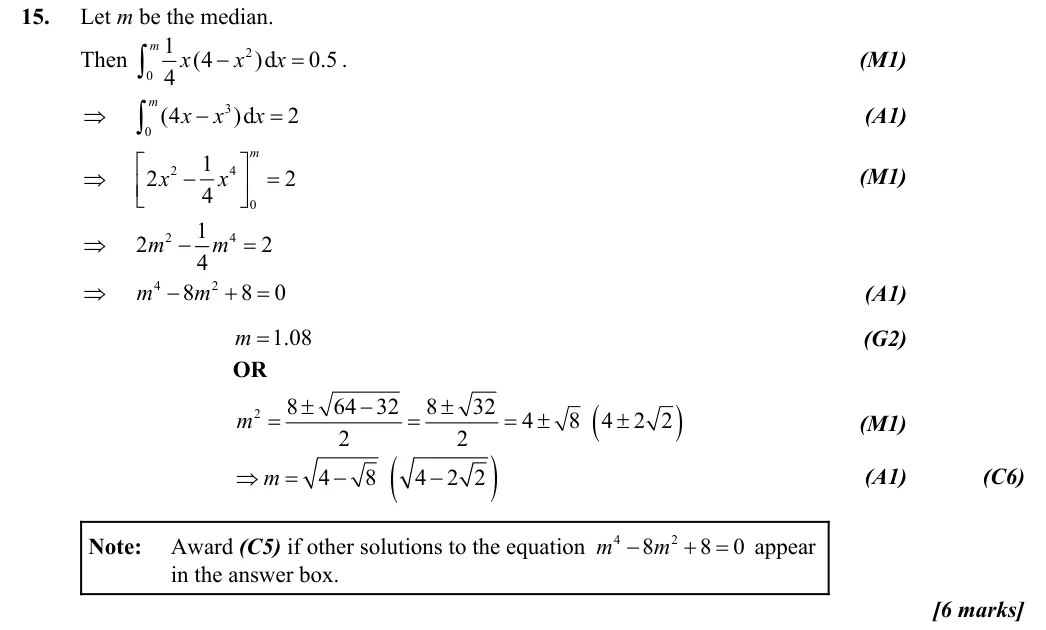 15. Let m be the median.
Then ∫₀ᵐ 1/4 x(4 − x²)dx = 0.5 . (M1)
⇒ ∫₀ᵐ (4x − x³)dx = 2 (A1)
⇒ [2x² − 1/4 x⁴]₀ᵐ = 2 (M1)
⇒ 2m² − 1/4 m⁴ = 2
⇒ m⁴ − 8m² + 8 = 0 (A1)
m = 1.08 (G2)
OR
m² = (8 ± √(64 − 32))/2 = (8 ± √32)/2 = 4 ± √8 (4 ± 2√2) (M1)
⇒ m = √(4 − √8) (√(4 − 2√2)) (A1) (C6)
Note: Award (C5) if other solutions to the equation m⁴ − 8m² + 8 = 0 appear
in the answer box.
[6 marks]